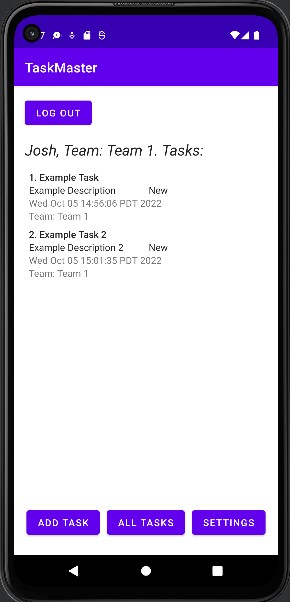 7
TaskMaster
LOG OUT
Josh, Team: Team 1. Tasks:
1. Example Task
Example Description New
Wed Oct 05 14:56:06 PDT 2022
Team: Team 1
2. Example Task 2
Example Description 2 New
Wed Oct 05 15:01:35 PDT 2022
Team: Team 1
ADD TASK ALL TASKS SETTINGS